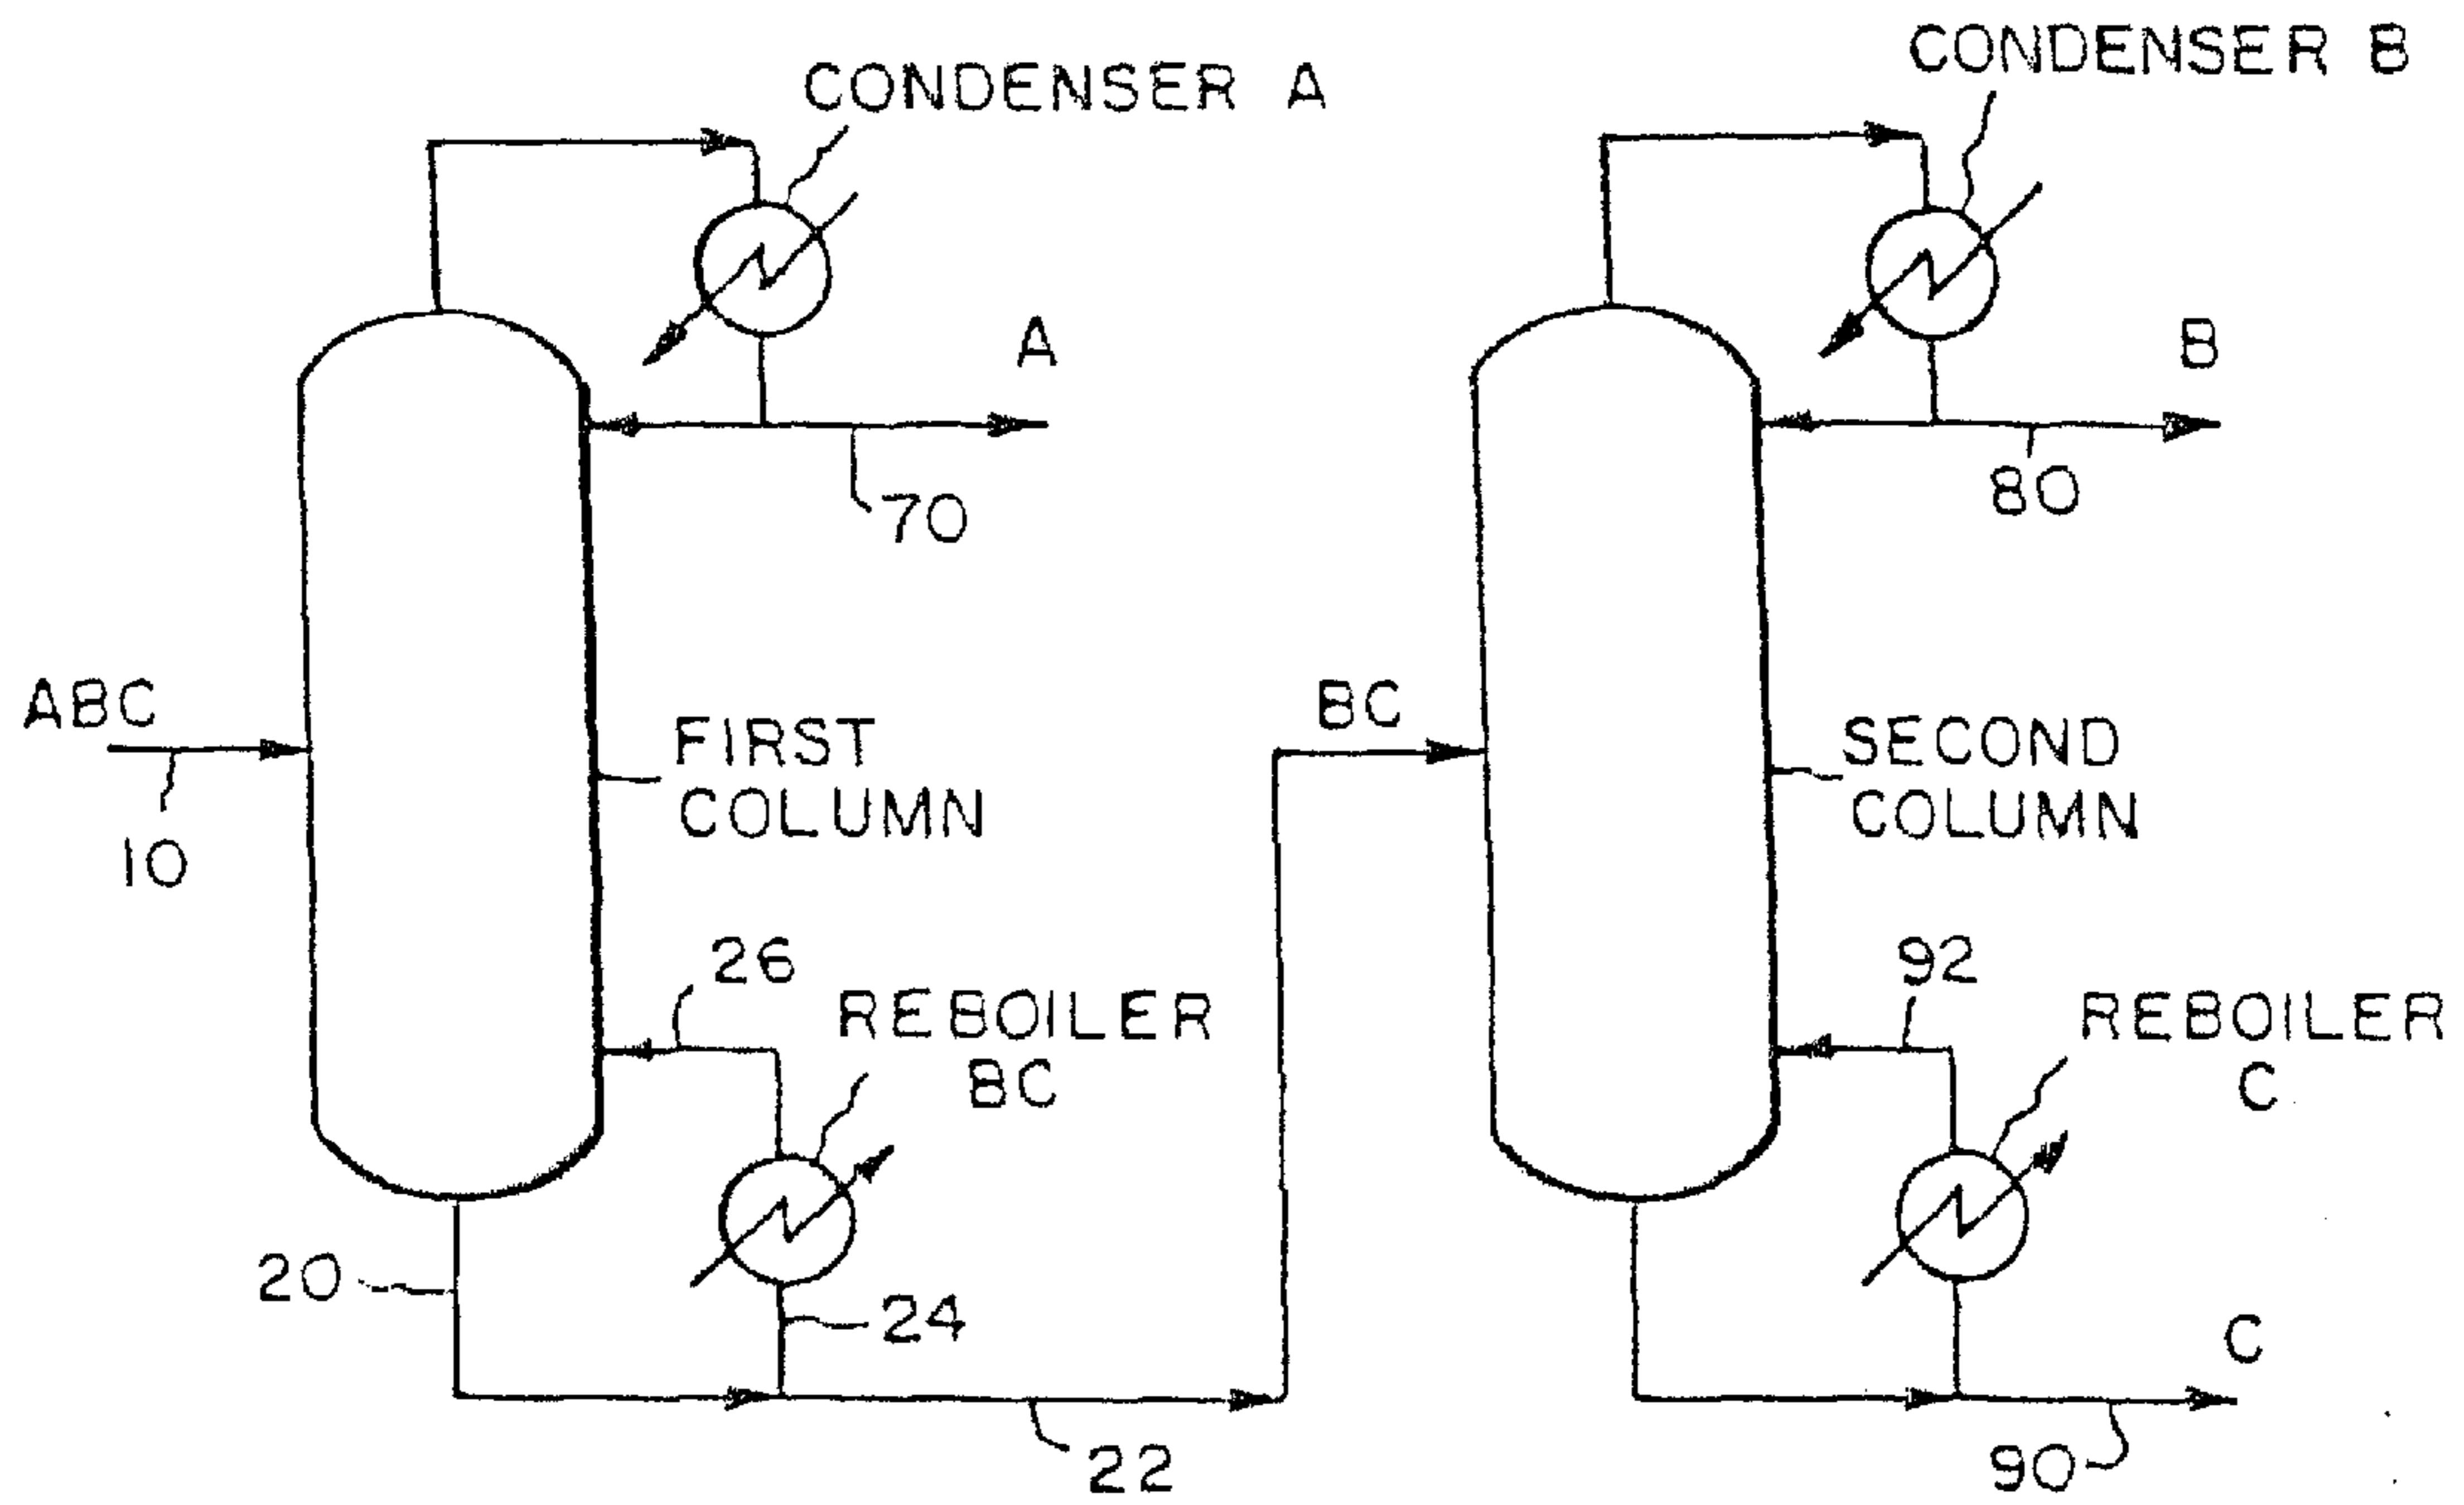 CONDENSER A
CONDENSER B
A
B
70
80
ABC
10
FIRST
COLUMN
BC
SECOND
COLUMN
26
REBOILER
BC
92
REBOILER
C
20
24
22
C
90